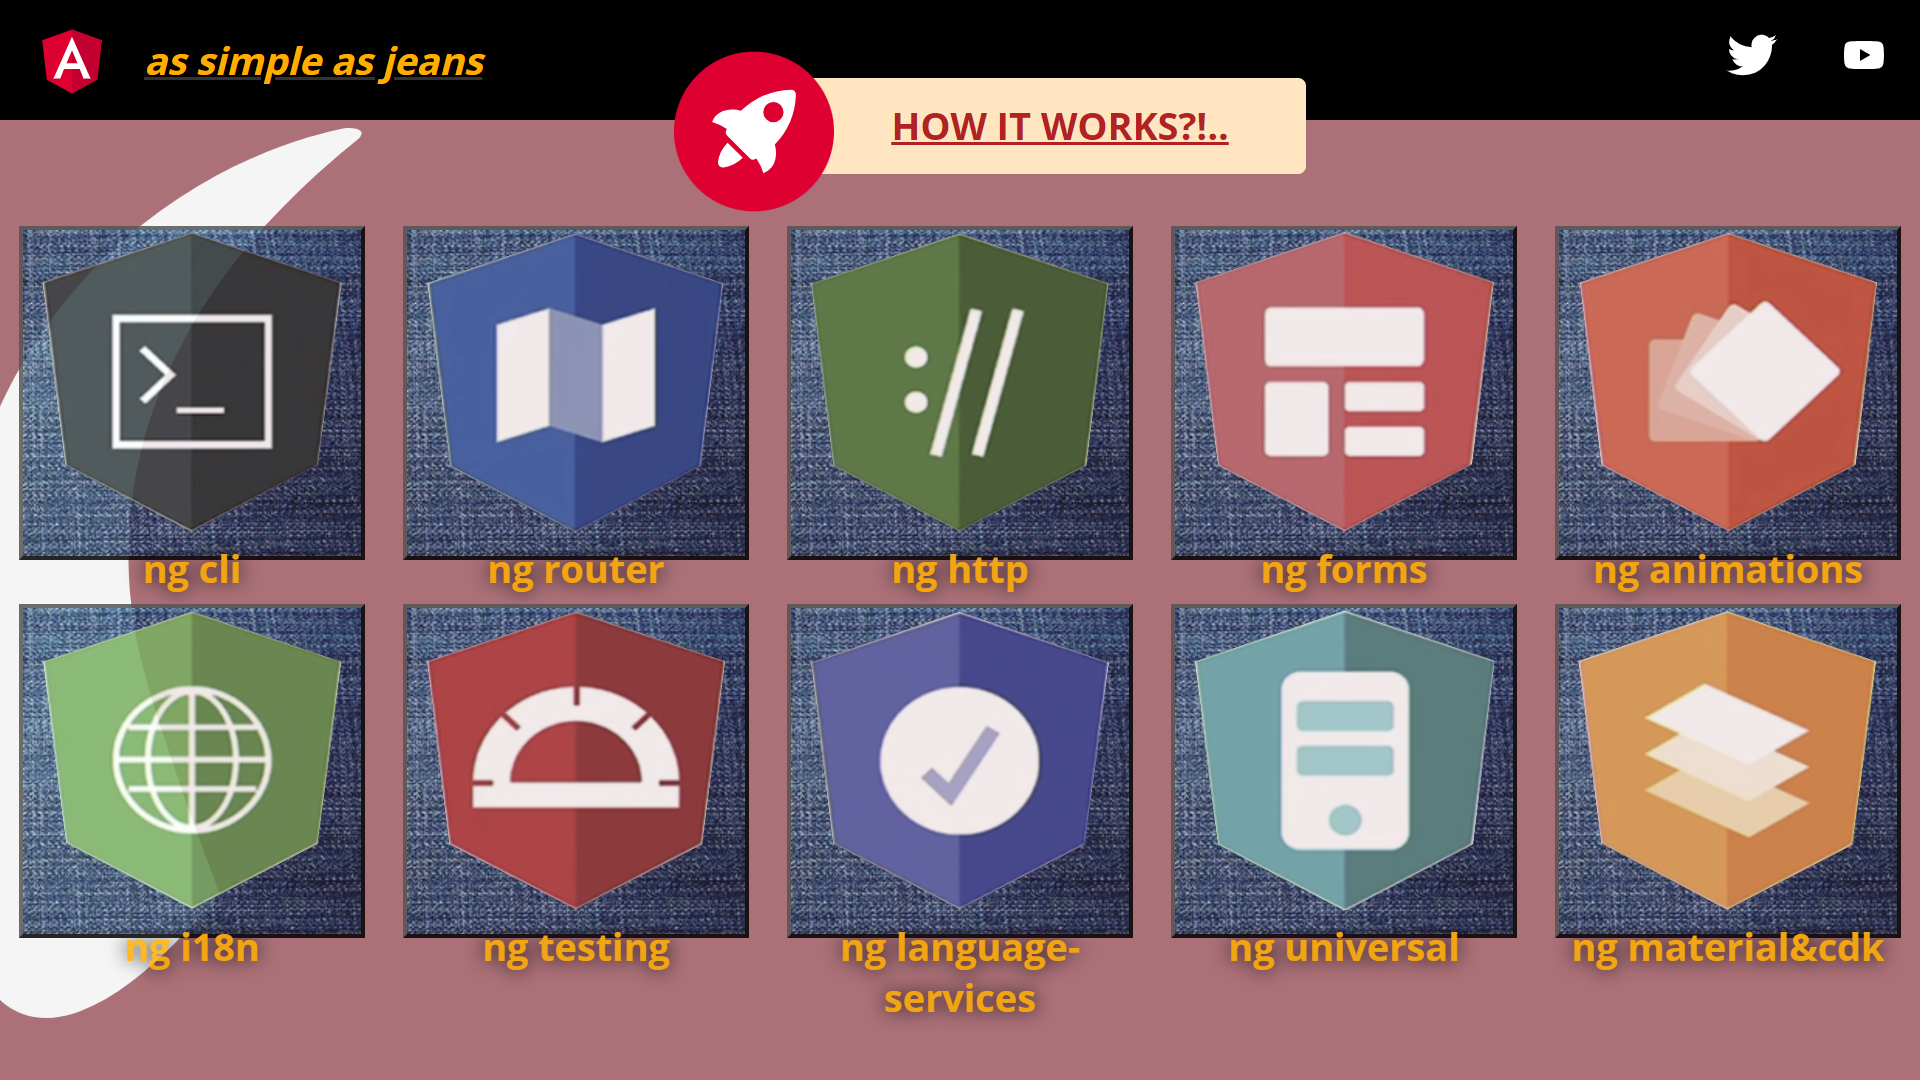 as simple as jeans
HOW IT WORKS?!..
ng cli
ng router
ng http
ng forms
ng animations
ng i18n
ng testing
ng language-
services
ng universal
ng material&cdk